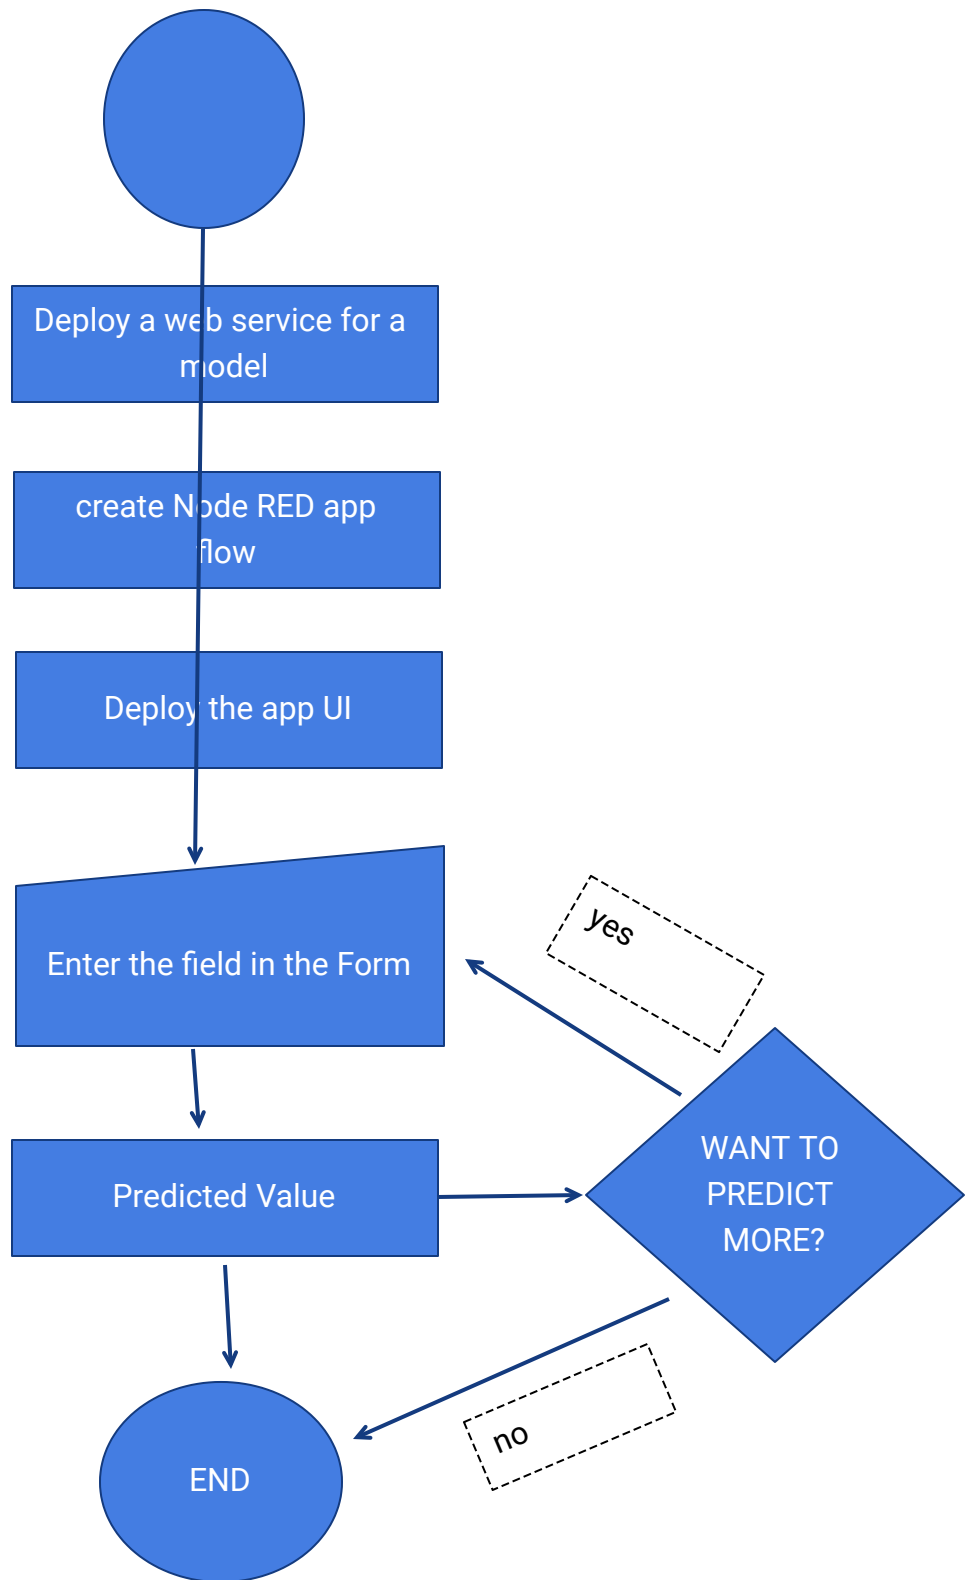 Deploy a web service for a
model
create Node RED app
flow
Deploy the app UI
Enter the field in the Form
yes
Predicted Value
WANT TO
PREDICT
MORE?
no
END